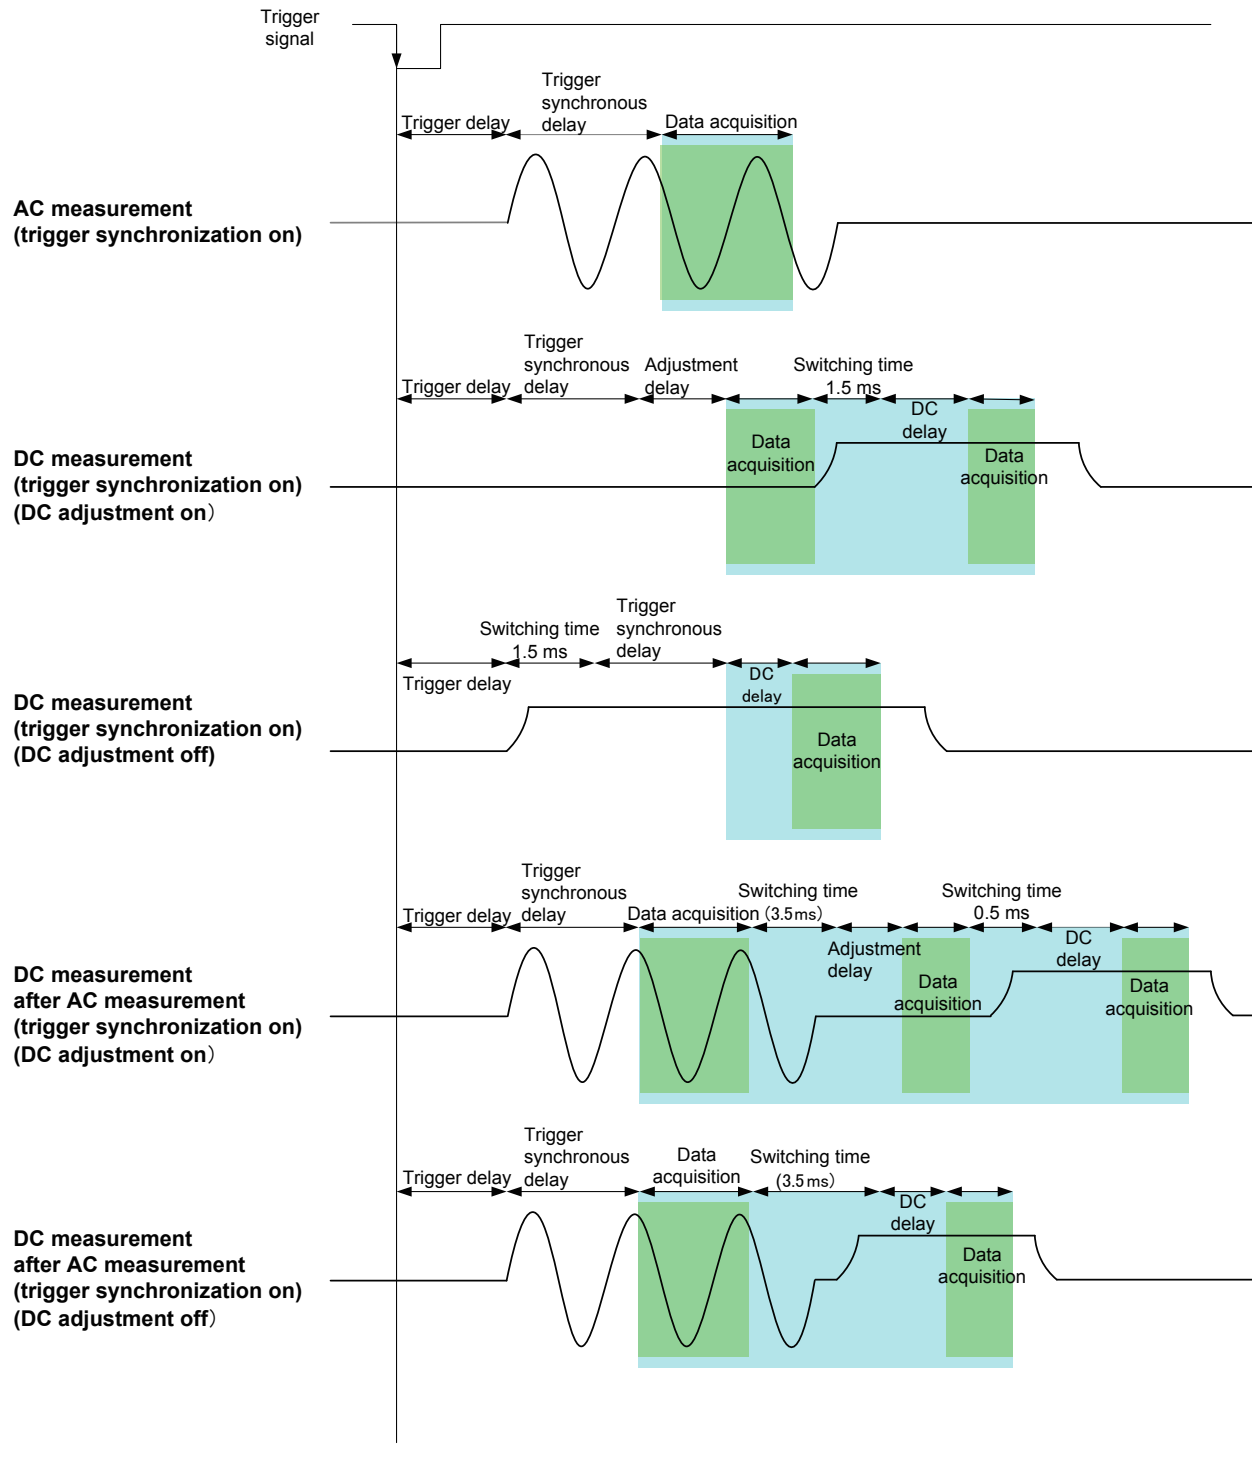 Trigger
signal
Trigger
synchronous
delay
Trigger delay
Data acquisition
AC measurement
(trigger synchronization on)
Trigger
synchronous
delay
Trigger delay
Adjustment
delay
Switching time
1.5 ms
DC
delay
Data
acquisition
Data
acquisition
DC measurement
(trigger synchronization on)
(DC adjustment on)
Trigger
synchronous
delay
Switching time
1.5 ms
Trigger delay
DC
delay
Data
acquisition
DC measurement
(trigger synchronization on)
(DC adjustment off)
Trigger
synchronous
delay
Trigger delay
Data acquisition
Switching time
(3.5ms)
Adjustment
delay
Data
acquisition
Switching time
0.5 ms
DC
delay
Data
acquisition
DC measurement
after AC measurement
(trigger synchronization on)
(DC adjustment on)
Trigger
synchronous
delay
Trigger delay
Data
acquisition
Switching time
(3.5ms)
DC
delay
Data
acquisition
DC measurement
after AC measurement
(trigger synchronization on)
(DC adjustment off)